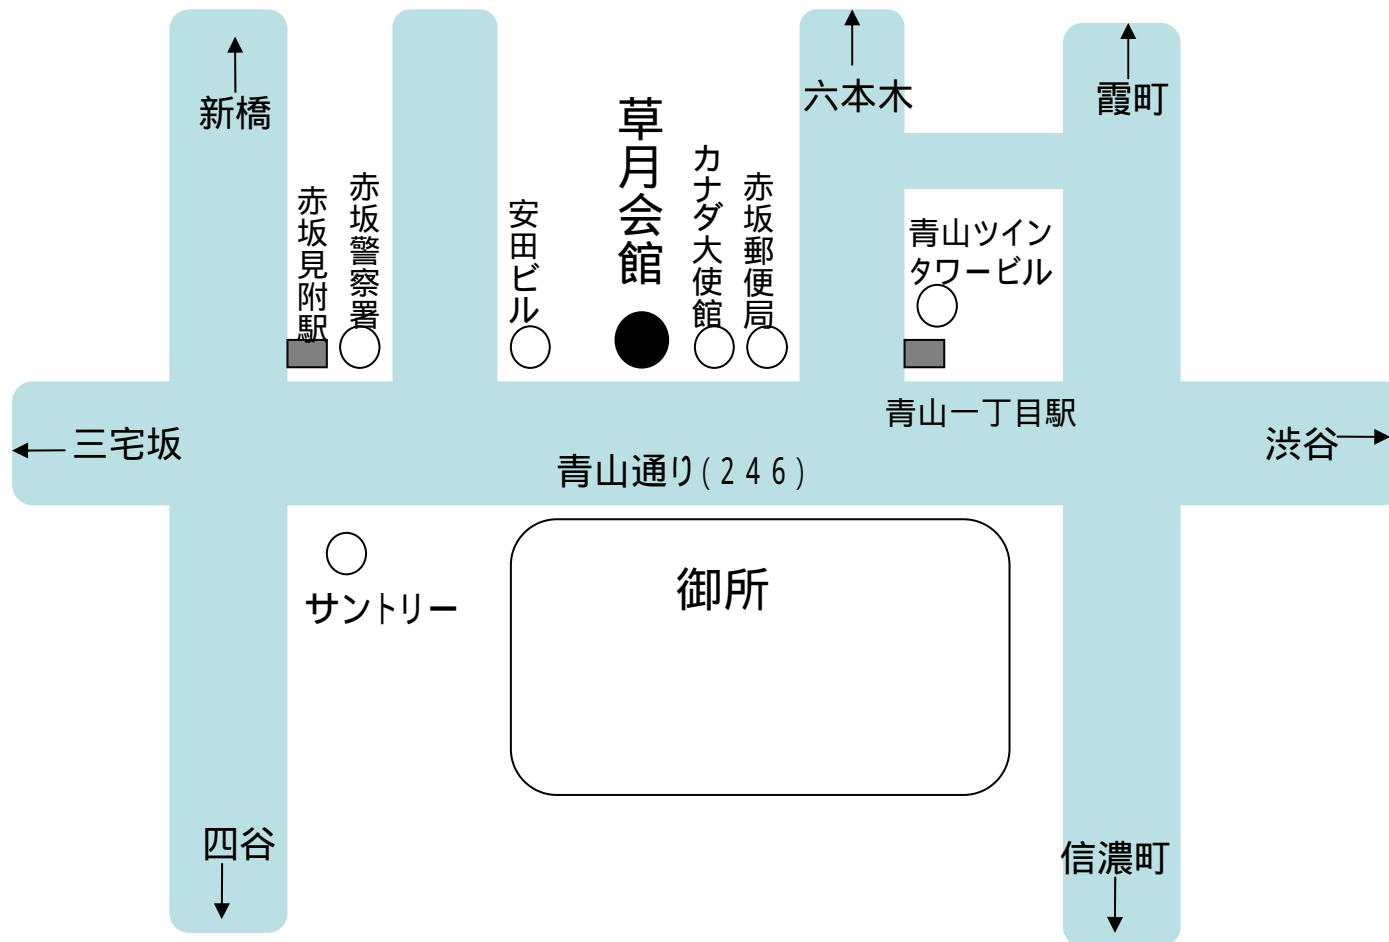 新橋
六本木
霞町
草月会館
カナダ大使館
赤坂郵便局
赤坂見附駅
赤坂警察署
安田ビル
青山ツイン
タワービル
青山一丁目駅
三宅坂
渋谷
青山通り(246)
サントリー
御所
四谷
信濃町